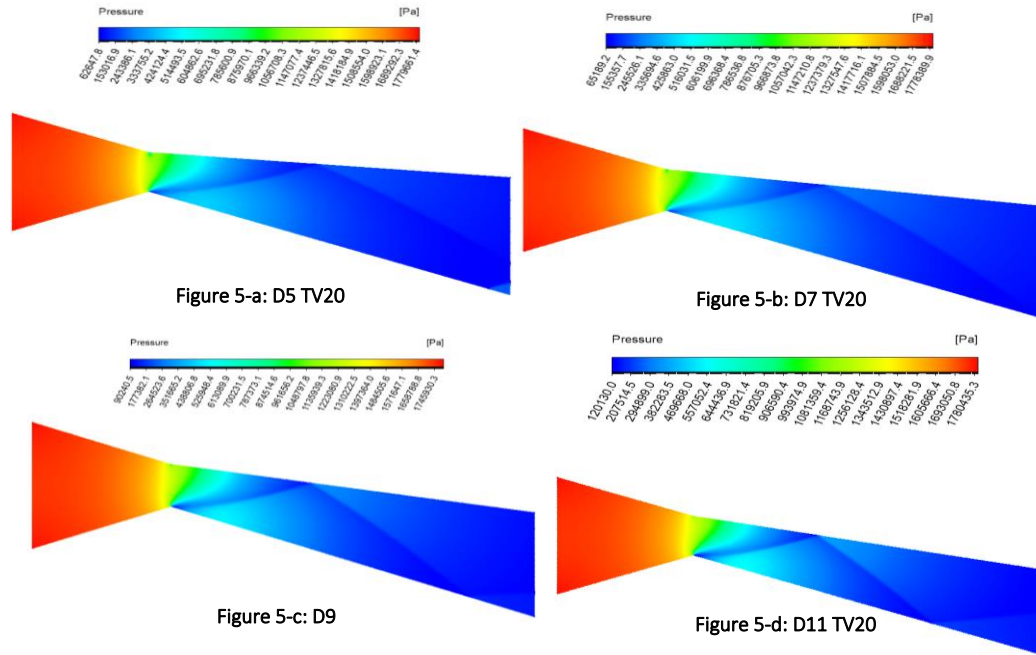 Pressure [Pa]
62647.8 153016.9 243386.1 333755.2 424124.4 514493.5 604862.6 695231.8 785600.9 875970.1 966339.2 1056708.3 1147077.4 1237446.5 1327815.6 1418184.9 1508554.0 1598923.1 1689292.3 1779661.4
Figure 5-a: D5 TV20
Pressure [Pa]
65189.2 155357.7 245526.1 335694.6 425863.0 516031.5 606199.9 696368.4 786536.8 876705.3 966873.8 1057042.3 1147210.8 1237379.3 1327547.6 1417716.1 1507884.5 1598053.0 1688221.5 1778389.9
Figure 5-b: D7 TV20
Pressure [Pa]
90240.5 177382.1 264523.6 351665.2 438806.8 525948.4 613089.9 700231.5 787373.1 874514.6 961656.2 1048797.8 1135939.3 1223080.9 1310222.5 1397364.0 1484505.6 1571647.1 1658788.8 1745930.3
Figure 5-c: D9
Pressure [Pa]
120130.0 207514.5 294899.0 382283.5 469668.0 557052.4 644436.9 731821.4 819205.9 906590.4 993974.9 1081359.4 1168743.9 1256128.4 1343512.9 1430897.4 1518281.9 1605666.4 1693050.8 1780435.3
Figure 5-d: D11 TV20